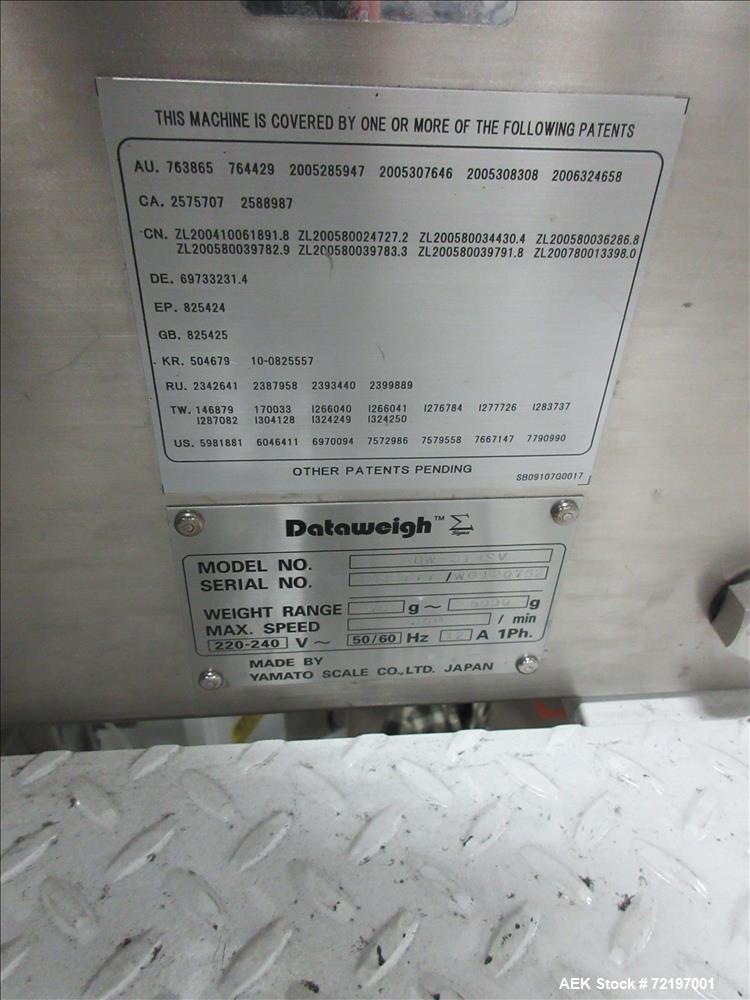 THIS MACHINE IS COVERED BY ONE OR MORE OF THE FOLLOWING PATENTS
AU. 763865 764429 2005285947 2005307646 2005308308 2006324658
CA. 2575707 2588987
CN. ZL200410061891.8 ZL200580024727.2 ZL200580034430.4 ZL200580036286.8
ZL200580039782.9 ZL200580039783.3 ZL200580039791.8 ZL200780013398.0
DE. 69733231.4
EP. 825424
GB. 825425
KR. 504679 10-0825557
RU. 2342641 2387958 2393440 2399889
TW. 146879 170033 I266040 I266041 I276784 I277726 I283737
I287082 I304128 I324249 I324250
US. 5981881 6046411 6970094 7572986 7579558 7667147 7790990
OTHER PATENTS PENDING
SB09107G0017
Dataweigh™ Σ
Sigma
MODEL NO.
SERIAL NO.
WEIGHT RANGE g ~ g
MAX. SPEED / min
220-240 V ~ 50/60 Hz 12 A 1Ph.
MADE BY
YAMATO SCALE CO.,LTD. JAPAN
AEK Stock # 72197001